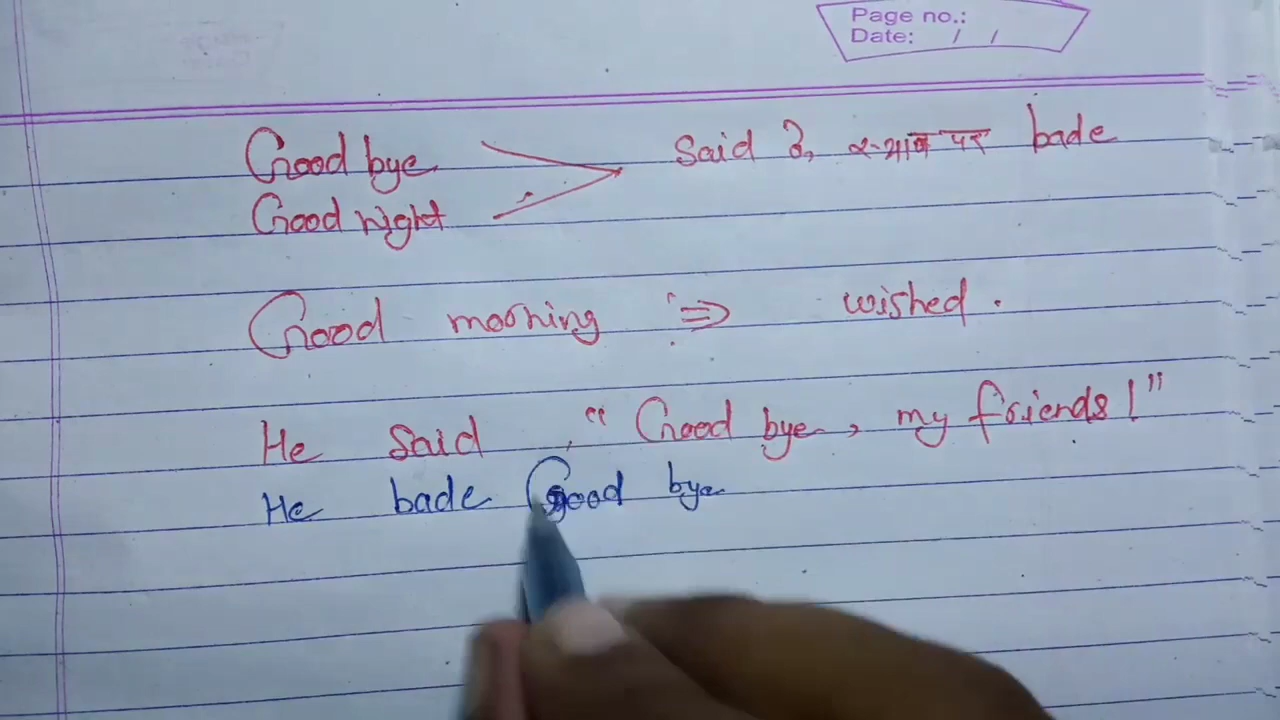 Page no.:
Date: / /
Good bye
Good night
said के स्थान पर bade
Good morning ⇒ wished.
He said, "Good bye, my friends!"
He bade Good bye